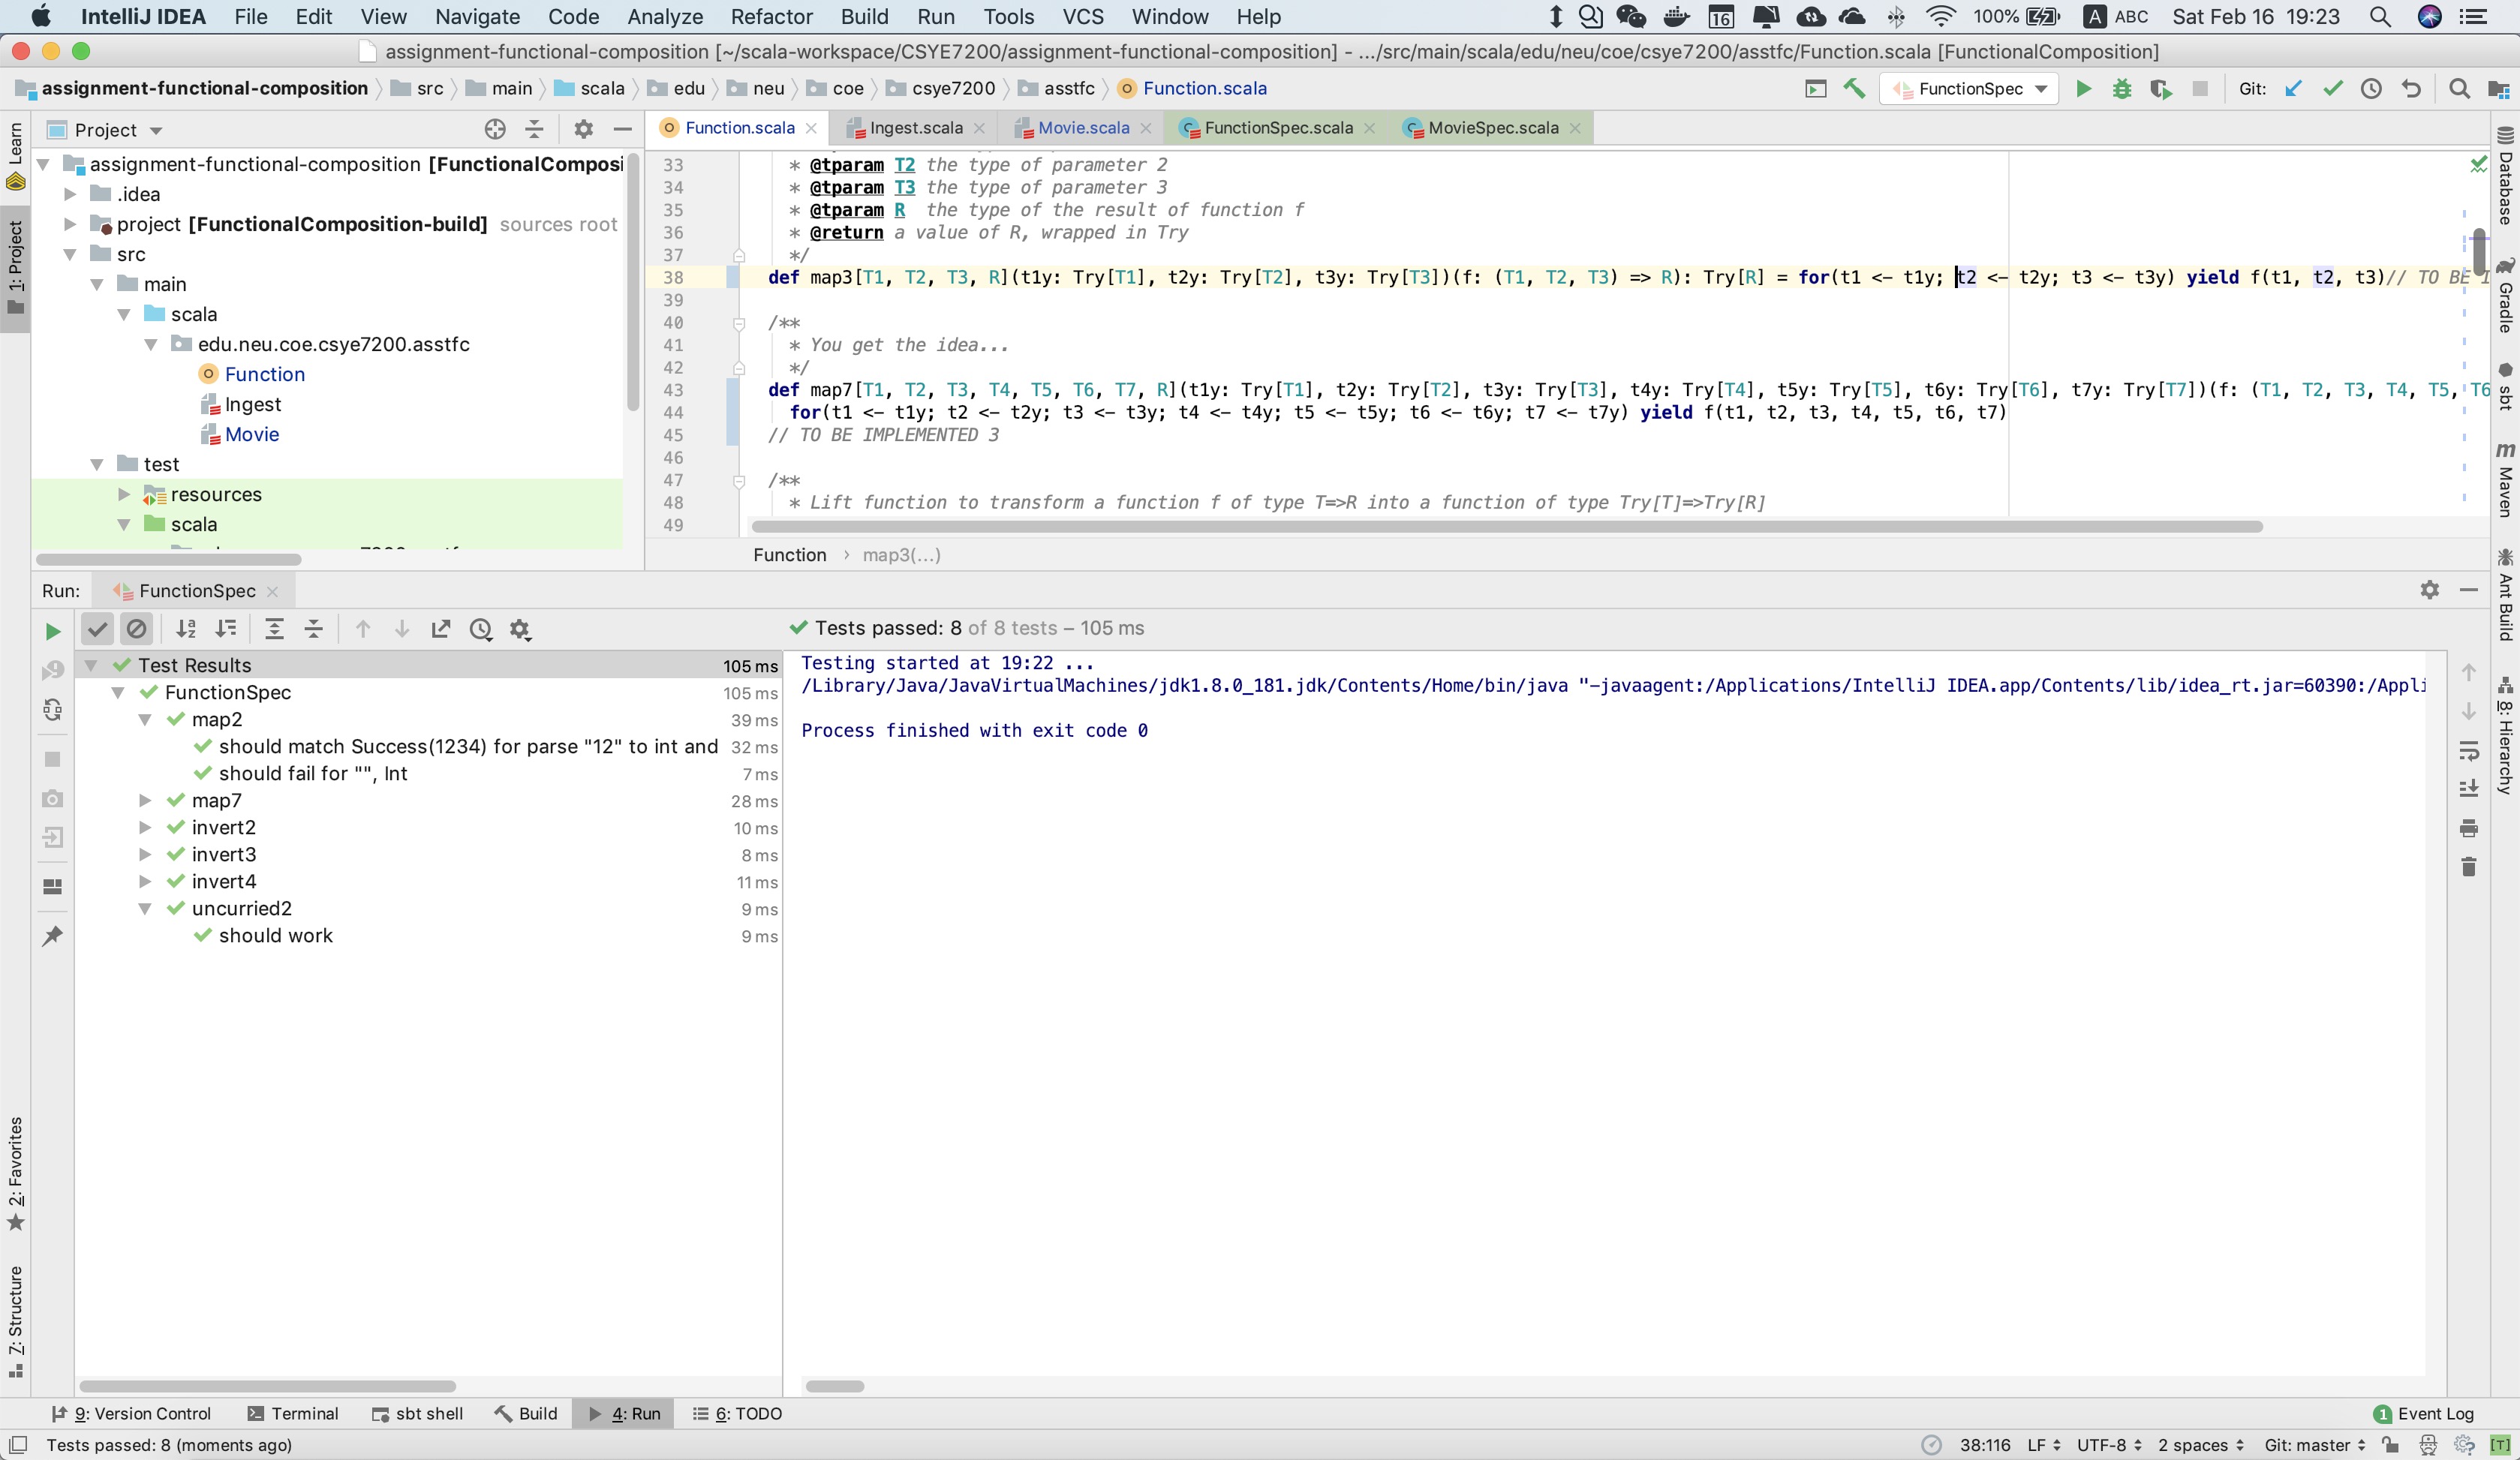 IntelliJ IDEA File Edit View Navigate Code Analyze Refactor Build Run Tools VCS Window Help 16 100% A ABC Sat Feb 16 19:23
assignment-functional-composition [~/scala-workspace/CSYE7200/assignment-functional-composition] - .../src/main/scala/edu/neu/coe/csye7200/asstfc/Function.scala [FunctionalComposition]
assignment-functional-composition src main scala edu neu coe csye7200 asstfc Function.scala FunctionSpec Git:
Learn
1: Project
2: Favorites
7: Structure
Project
assignment-functional-composition [FunctionalComposi
.idea
project [FunctionalComposition-build] sources root
src
main
scala
edu.neu.coe.csye7200.asstfc
Function
Ingest
Movie
test
resources
scala
Function.scala Ingest.scala Movie.scala FunctionSpec.scala MovieSpec.scala
33 * @tparam T2 the type of parameter 2
34 * @tparam T3 the type of parameter 3
35 * @tparam R the type of the result of function f
36 * @return a value of R, wrapped in Try
37 */
38 def map3[T1, T2, T3, R](t1y: Try[T1], t2y: Try[T2], t3y: Try[T3])(f: (T1, T2, T3) => R): Try[R] = for(t1 <- t1y; t2 <- t2y; t3 <- t3y) yield f(t1, t2, t3)// TO BE I
39
40 /**
41 * You get the idea...
42 */
43 def map7[T1, T2, T3, T4, T5, T6, T7, R](t1y: Try[T1], t2y: Try[T2], t3y: Try[T3], t4y: Try[T4], t5y: Try[T5], t6y: Try[T6], t7y: Try[T7])(f: (T1, T2, T3, T4, T5, T6
44 for(t1 <- t1y; t2 <- t2y; t3 <- t3y; t4 <- t4y; t5 <- t5y; t6 <- t6y; t7 <- t7y) yield f(t1, t2, t3, t4, t5, t6, t7)
45 // TO BE IMPLEMENTED 3
46
47 /**
48 * Lift function to transform a function f of type T=>R into a function of type Try[T]=>Try[R]
49
Function › map3(...)
Database
Gradle
sbt
Maven
Ant Build
8: Hierarchy
Run: FunctionSpec
Tests passed: 8 of 8 tests – 105 ms
Test Results 105 ms
FunctionSpec 105 ms
map2 39 ms
should match Success(1234) for parse "12" to int and 32 ms
should fail for "", Int 7 ms
map7 28 ms
invert2 10 ms
invert3 8 ms
invert4 11 ms
uncurried2 9 ms
should work 9 ms
Testing started at 19:22 ...
/Library/Java/JavaVirtualMachines/jdk1.8.0_181.jdk/Contents/Home/bin/java "-javaagent:/Applications/IntelliJ IDEA.app/Contents/lib/idea_rt.jar=60390:/Appli
Process finished with exit code 0
9: Version Control Terminal sbt shell Build 4: Run 6: TODO 1 Event Log
Tests passed: 8 (moments ago) 38:116 LF UTF-8 2 spaces Git: master [T]